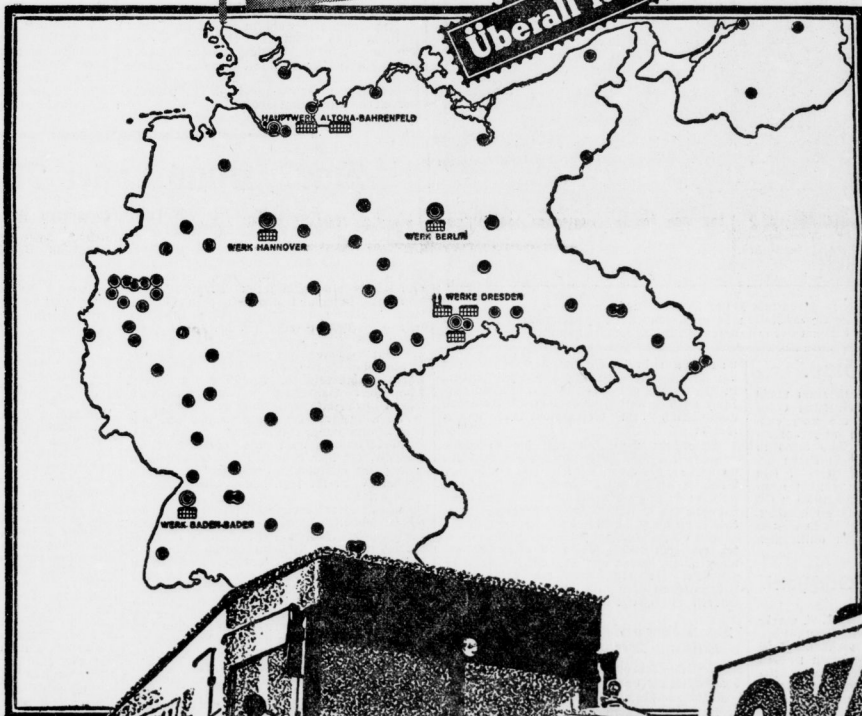 Überall
HAUPTWERK ALTONA-BAHRENFELD
WERK HANNOVER
WERK BERLIN
WERKE DRESDEN
WERK BADEN-BADEN